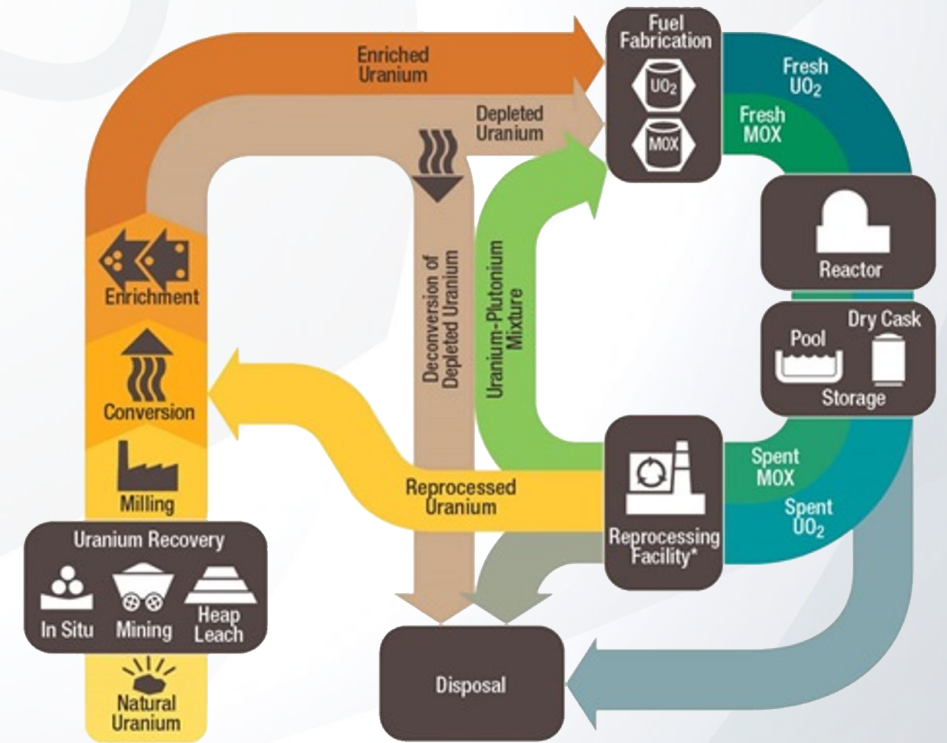 Fuel
Fabrication
UO2
MOX
Enriched
Uranium
Depleted
Uranium
Fresh
UO2
Fresh
MOX
Reactor
Dry Cask
Pool
Storage
Enrichment
Conversion
Milling
Uranium Recovery
In Situ
Mining
Heap
Leach
Natural
Uranium
Deconversion of
Depleted Uranium
Uranium-Plutonium
Mixture
Reprocessed
Uranium
Reprocessing
Facility*
Spent
MOX
Spent
UO2
Disposal